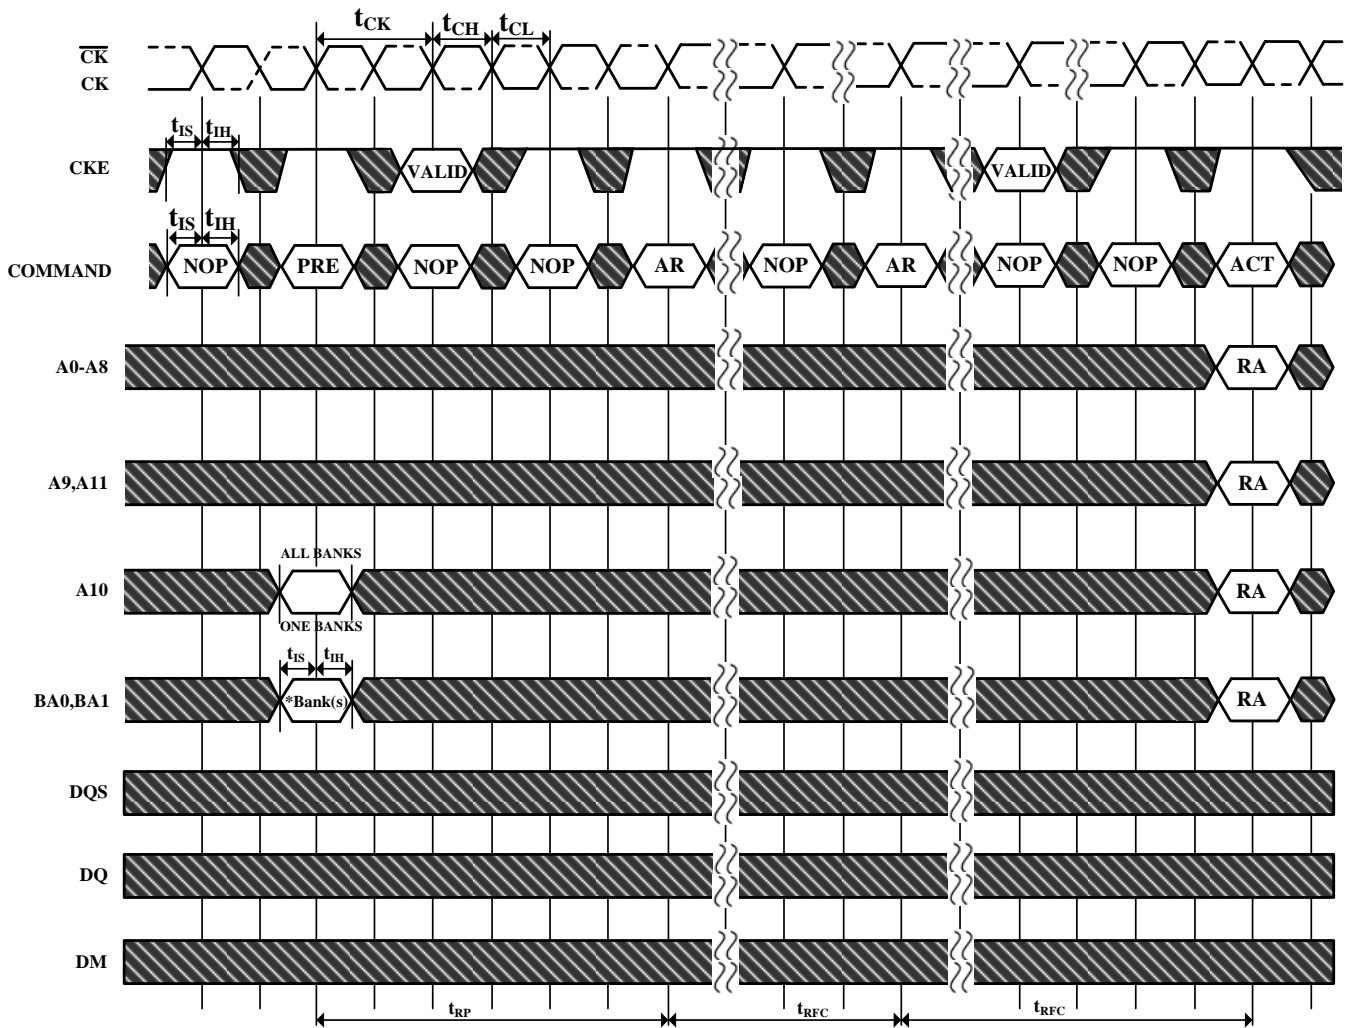 tCK tCH tCL
CK
CK
tIS tIH
CKE VALID VALID
tIS tIH
COMMAND NOP PRE NOP NOP AR NOP AR NOP NOP ACT
A0-A8 RA
A9,A11 RA
ALL BANKS
A10 RA
ONE BANKS
tIS tIH
BA0,BA1 *Bank(s) RA
DQS
DQ
DM
tRP tRFC tRFC